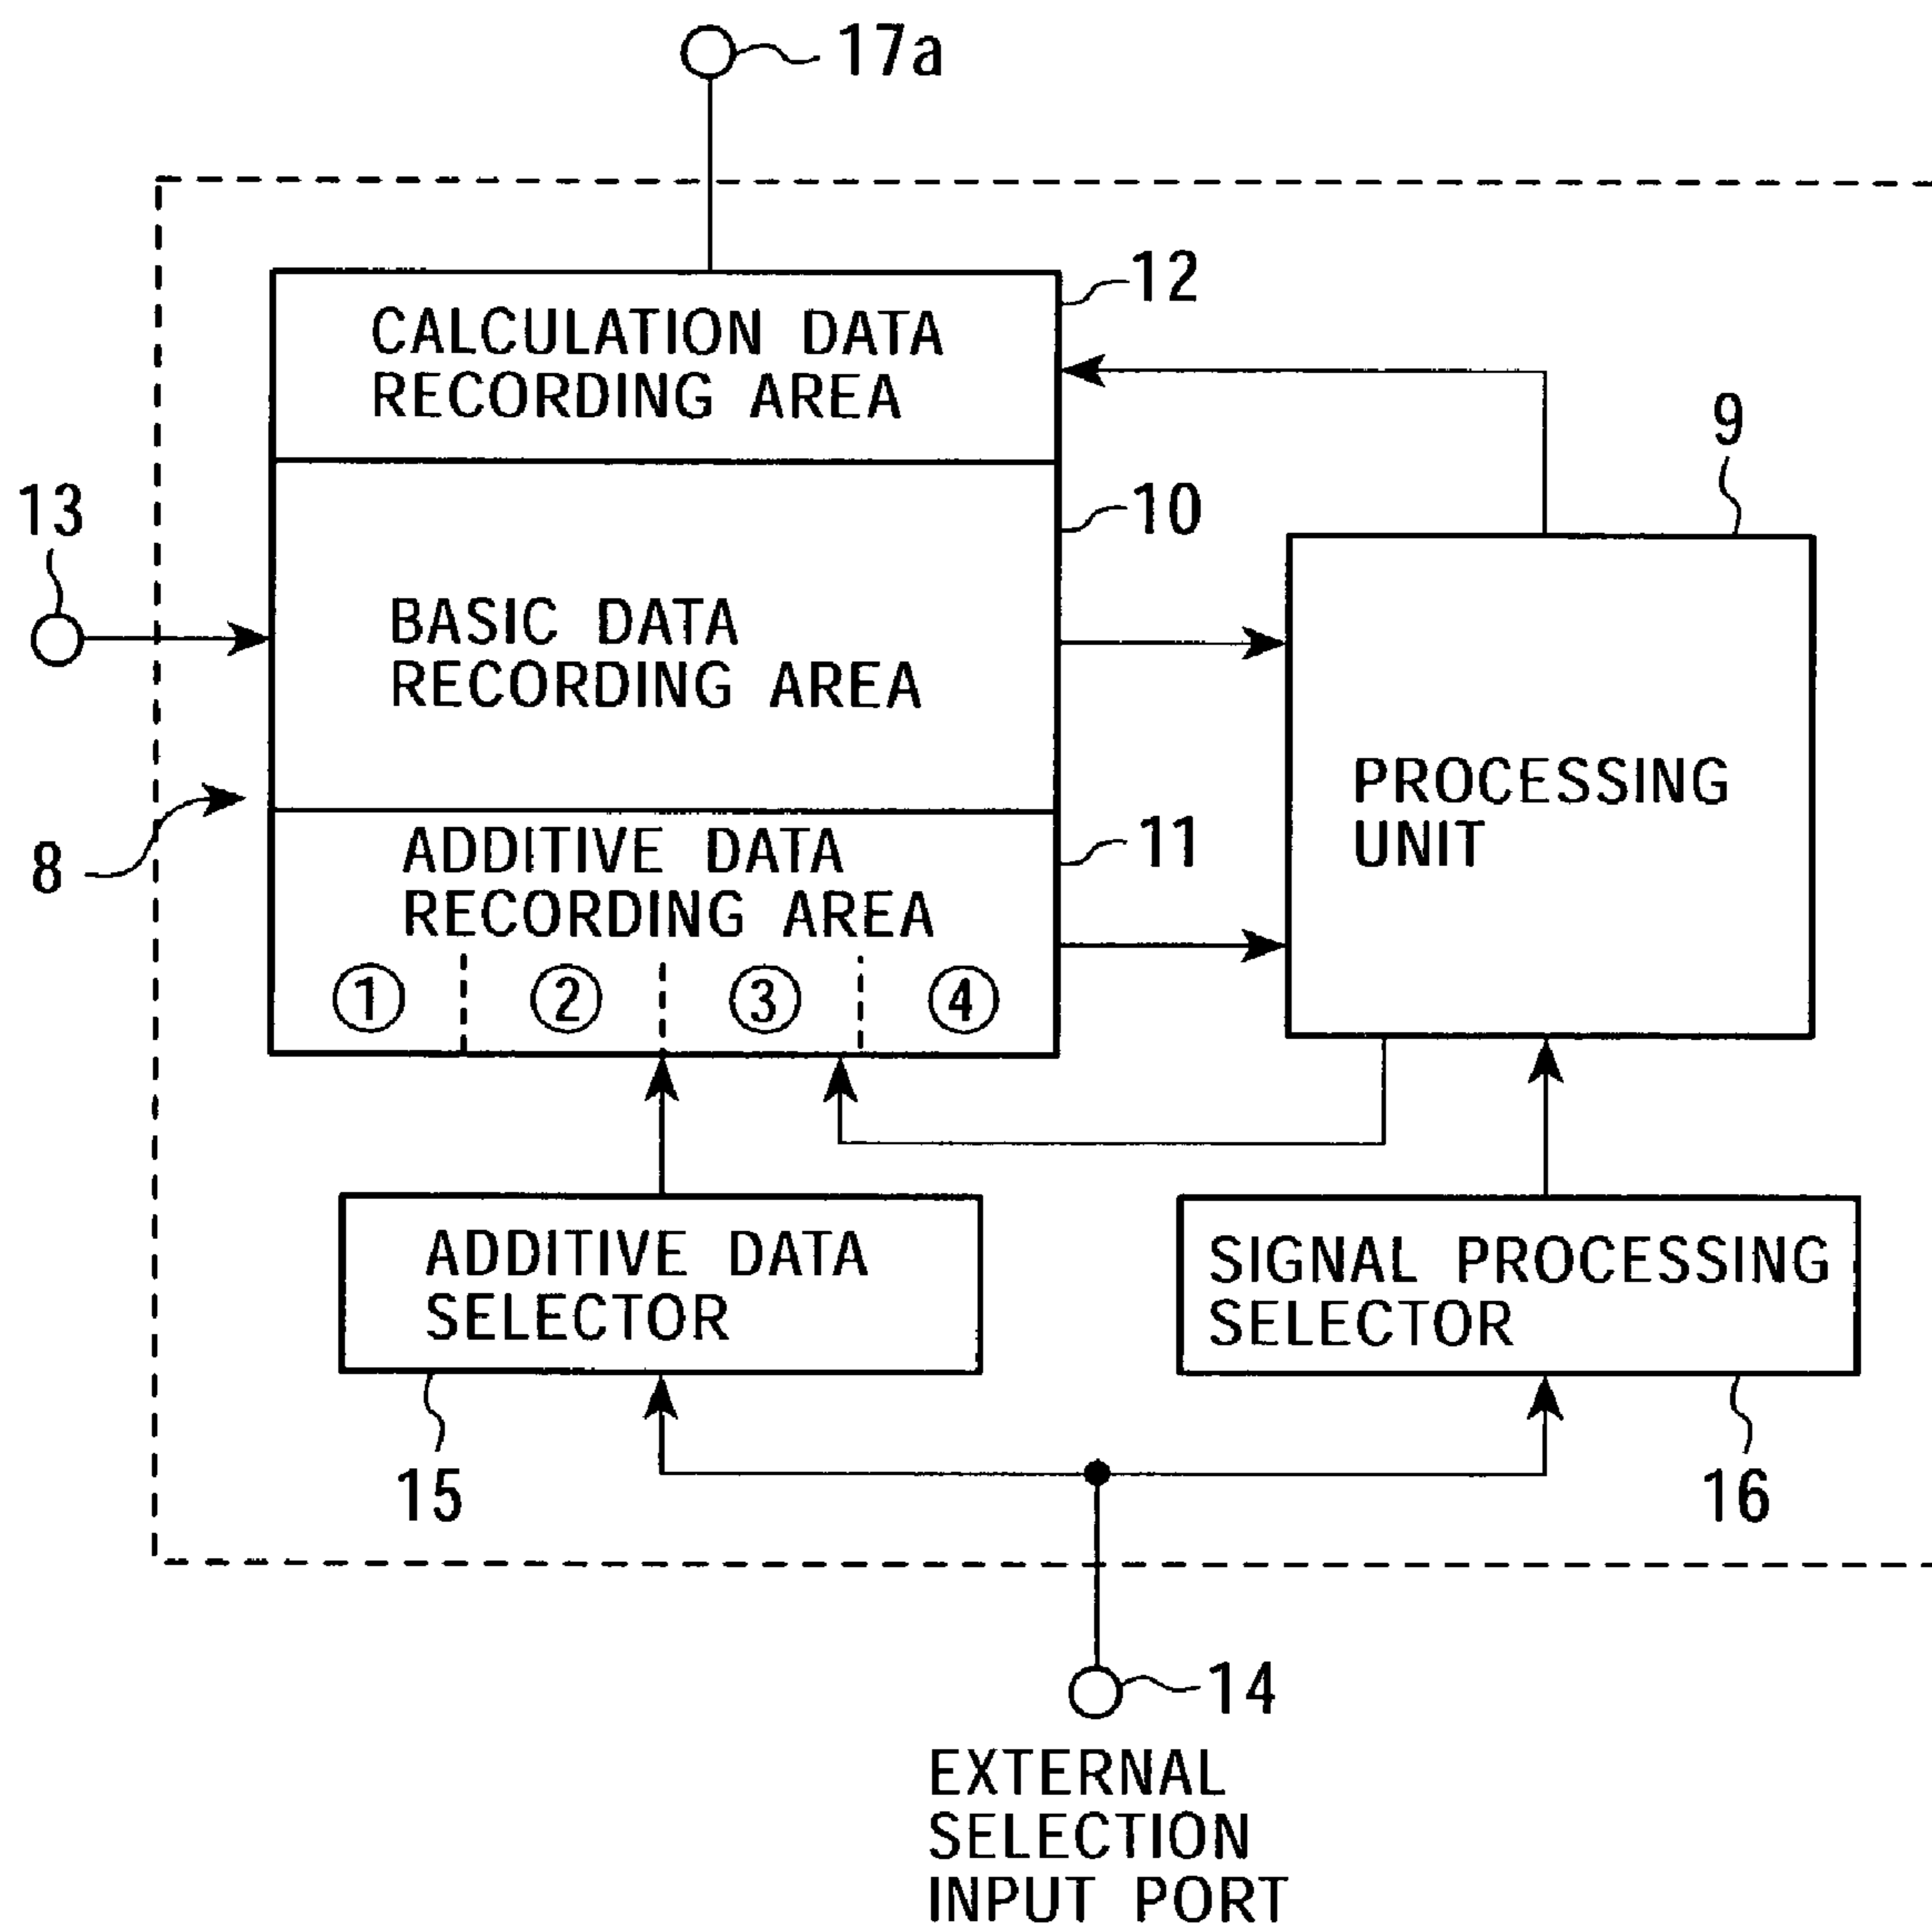 17a
12
CALCULATION DATA
RECORDING AREA
9
13
10
BASIC DATA
RECORDING AREA
PROCESSING
UNIT
8
11
ADDITIVE DATA
RECORDING AREA
① ② ③ ④
ADDITIVE DATA
SELECTOR
SIGNAL PROCESSING
SELECTOR
15
16
14
EXTERNAL
SELECTION
INPUT PORT